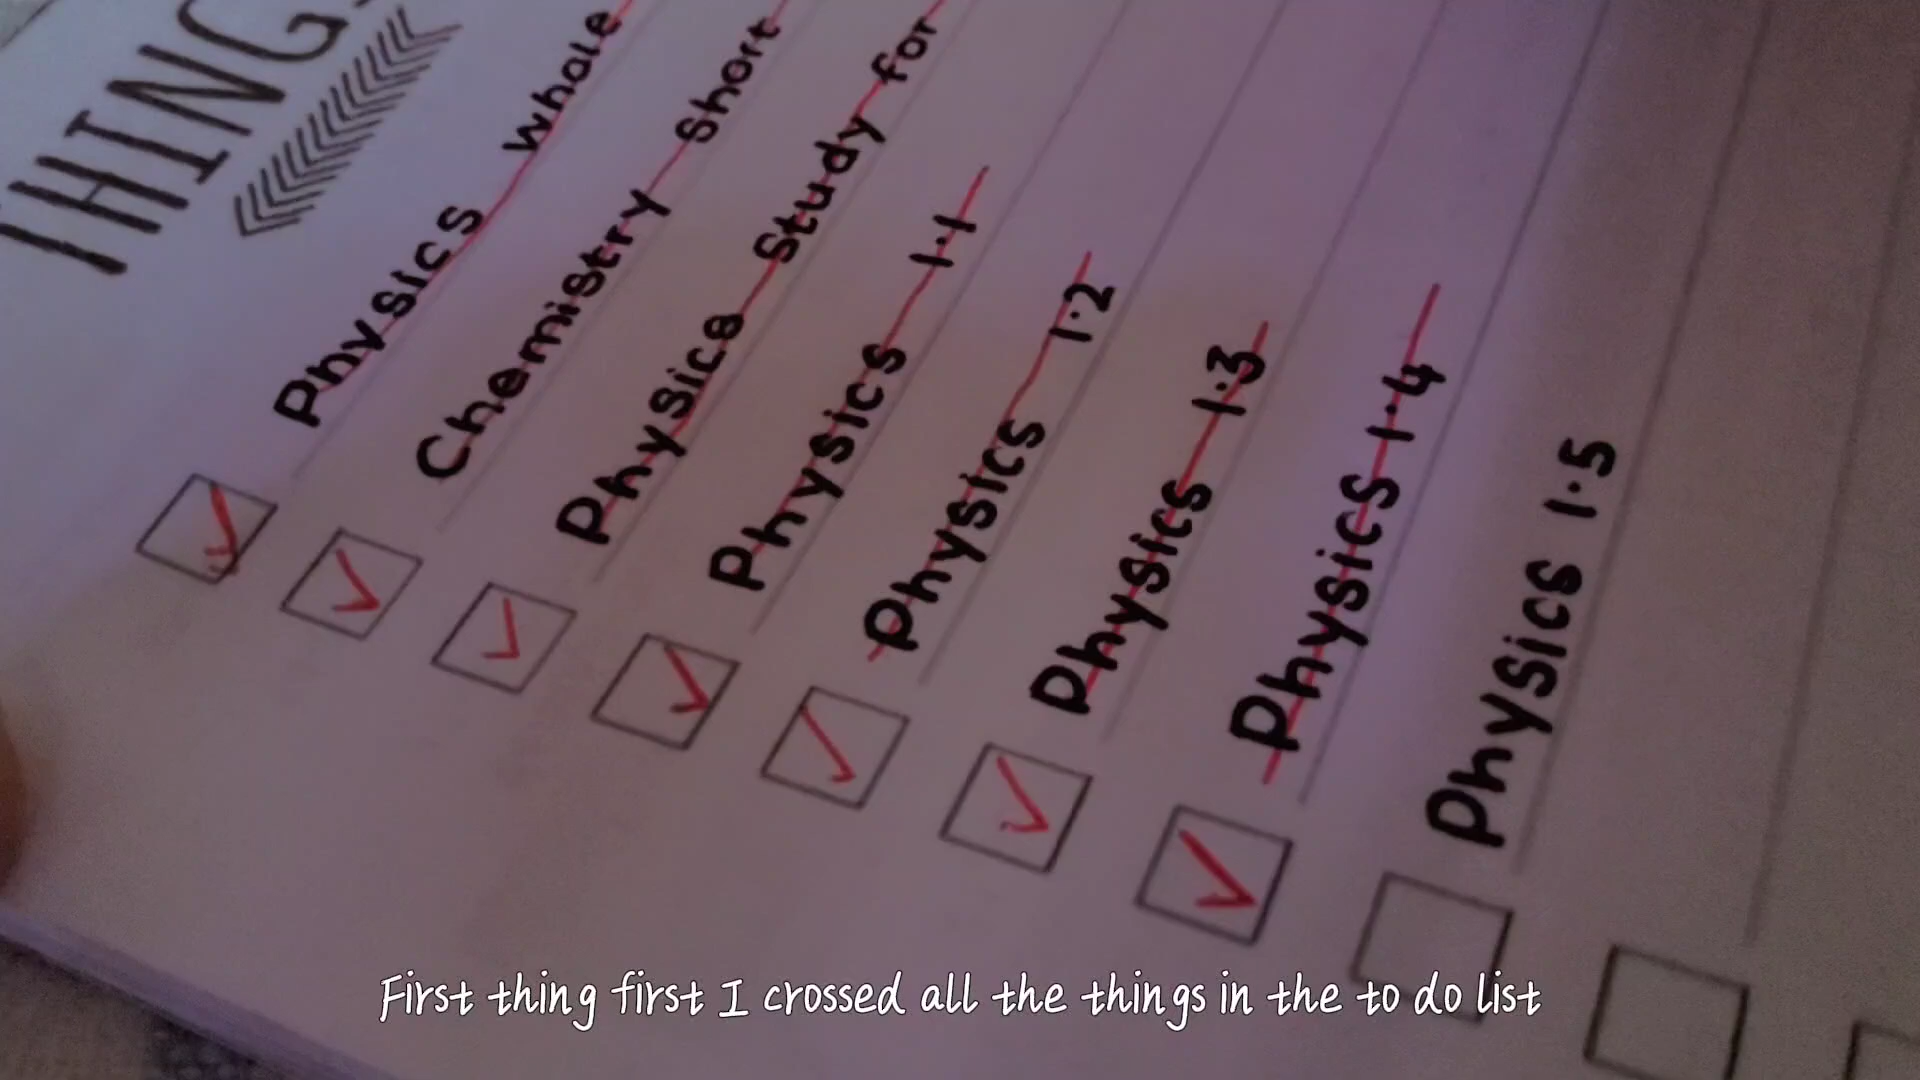 THING
Physics Whole
Chemistry Short
Physics Study for
Physics 1.1
Physics 1.2
Physics 1.3
Physics 1.4
Physics 1.5
First thing first I crossed all the things in the to do list